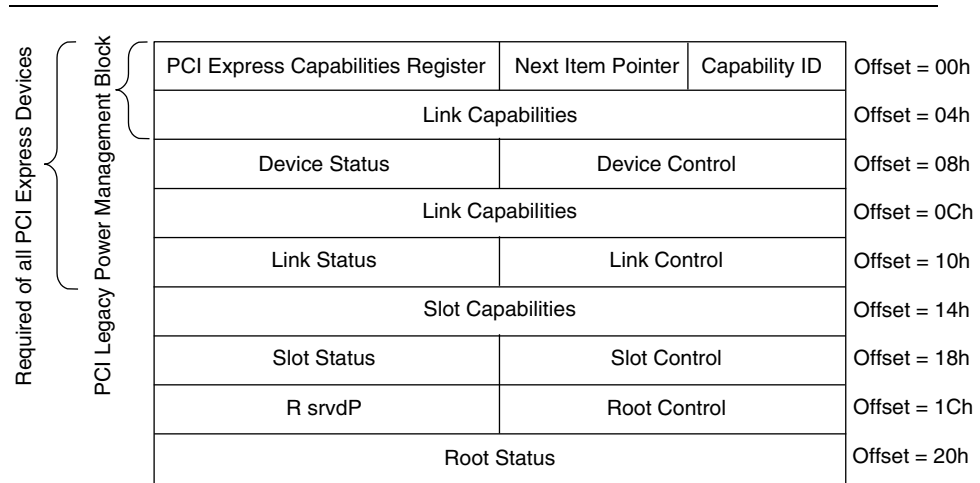 Required of all PCI Express Devices
PCI Legacy Power Management Block
PCI Express Capabilities Register Next Item Pointer Capability ID Offset = 00h
Link Capabilities Offset = 04h
Device Status Device Control Offset = 08h
Link Capabilities Offset = 0Ch
Link Status Link Control Offset = 10h
Slot Capabilities Offset = 14h
Slot Status Slot Control Offset = 18h
R srvdP Root Control Offset = 1Ch
Root Status Offset = 20h